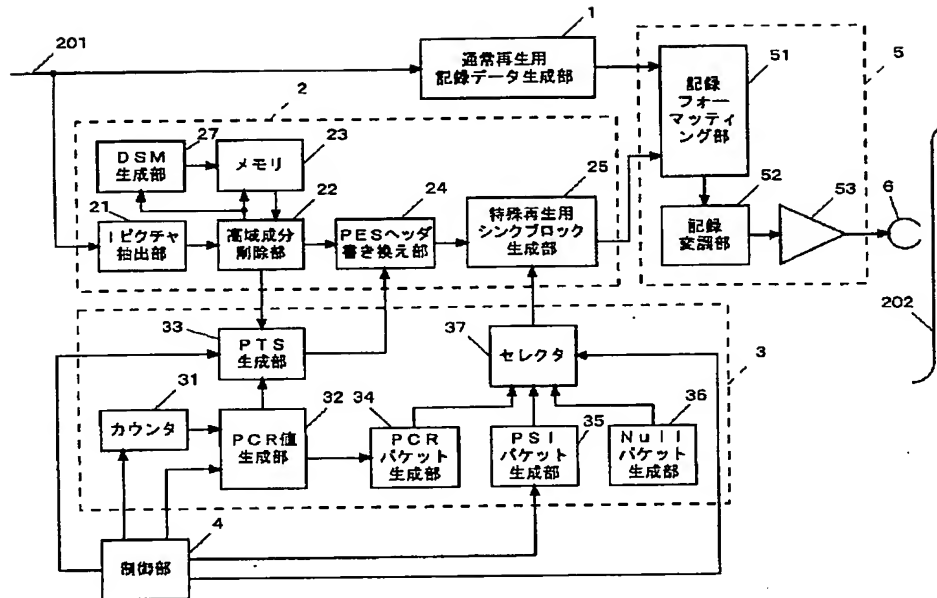 201
1
通常再生用
記録データ生成部
51
5
記録
フォー
マッティ
ング部
2
27
23
DSM
生成部
メモリ
21
22
24
25
Iピクチャ
抽出部
高域成分
削除部
PESヘッダ
書き換え部
特殊再生用
シンクブロック
生成部
52
53
6
記録
変調部
202
33
PTS
生成部
37
セレクタ
3
31
カウンタ
32
PCR値
生成部
34
PCR
パケット
生成部
35
PSI
パケット
生成部
36
Null
パケット
生成部
4
制御部